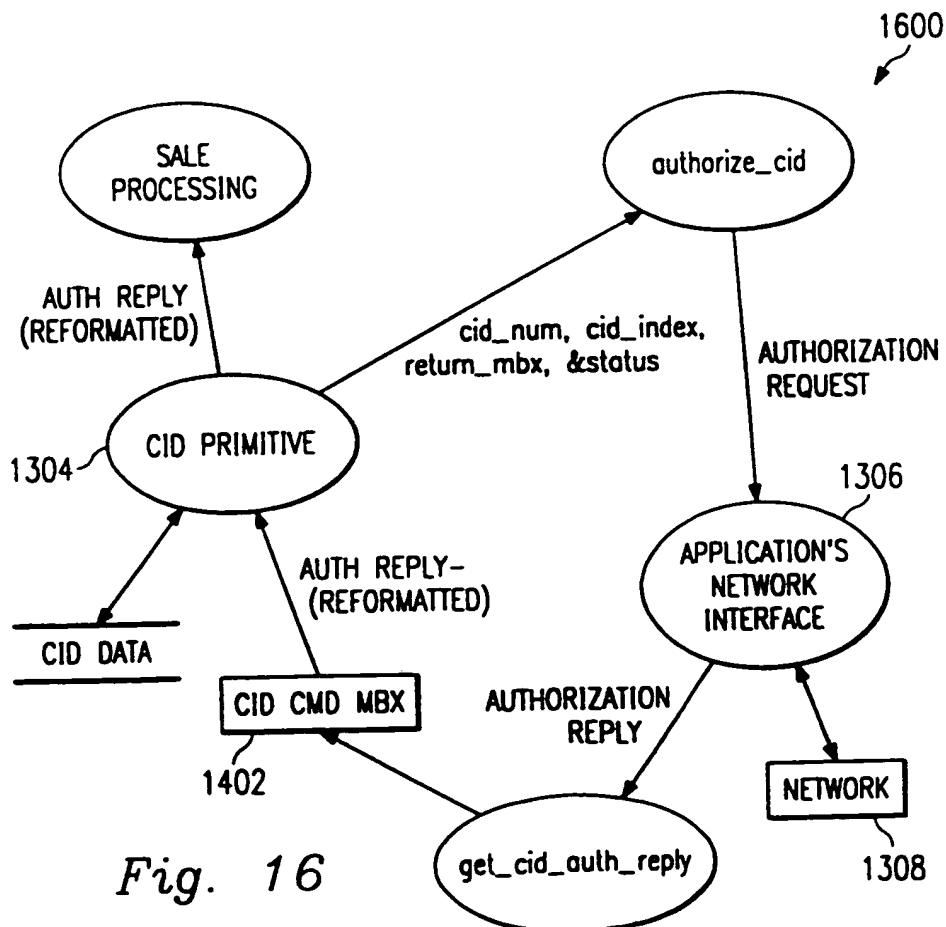 1600
SALE
PROCESSING
authorize_cid
AUTH REPLY
(REFORMATTED)
cid_num, cid_index,
return_mbx, &status
AUTHORIZATION
REQUEST
1304
CID PRIMITIVE
1306
APPLICATION'S
NETWORK
INTERFACE
AUTH REPLY-
(REFORMATTED)
CID DATA
CID CMD MBX
1402
AUTHORIZATION
REPLY
NETWORK
1308
get_cid_auth_reply
Fig. 16